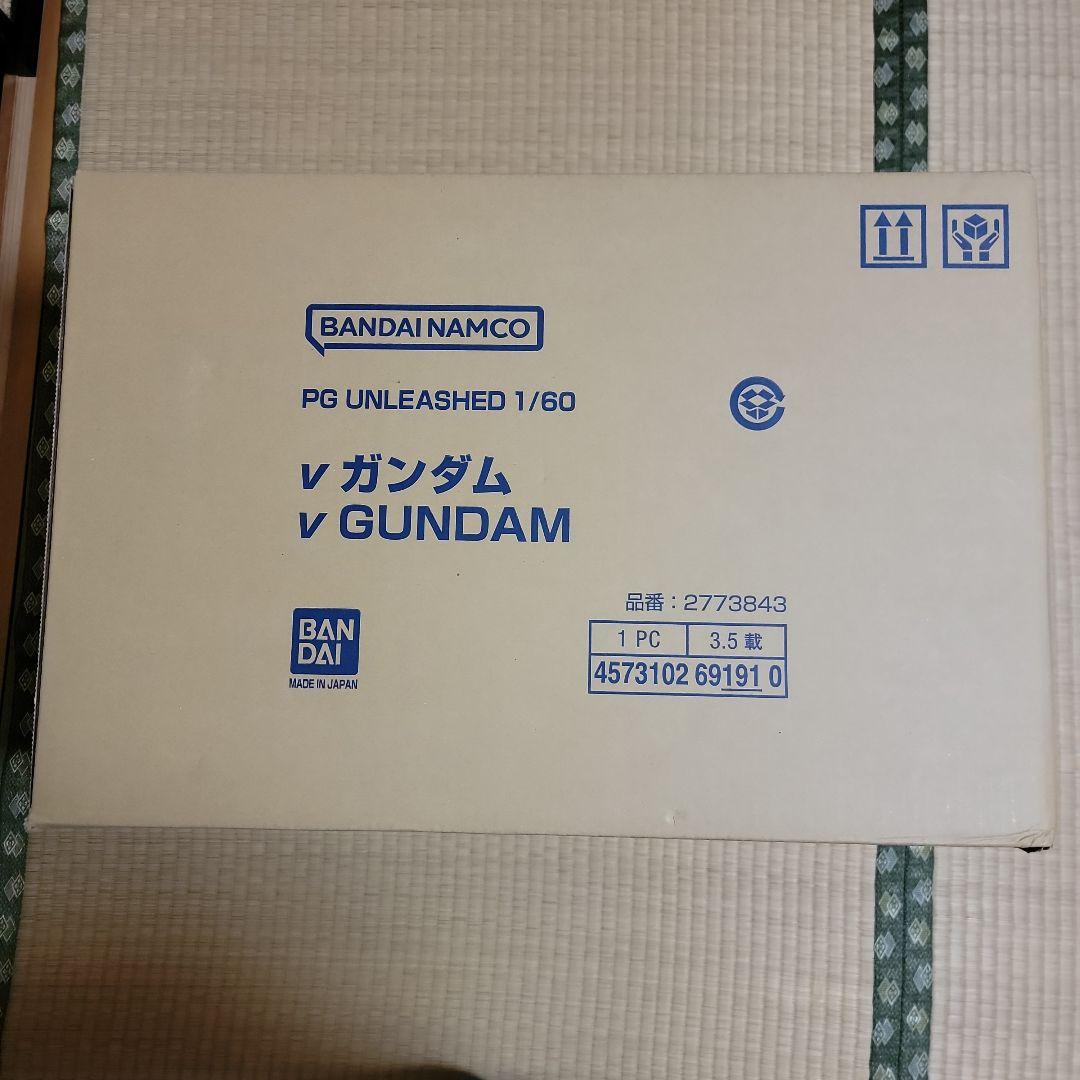 BANDAI NAMCO
PG UNLEASHED 1/60
ν ガンダム
ν GUNDAM
BAN
DAI
MADE IN JAPAN
品番：2773843
1 PC 3.5 載
4573102 69191 0